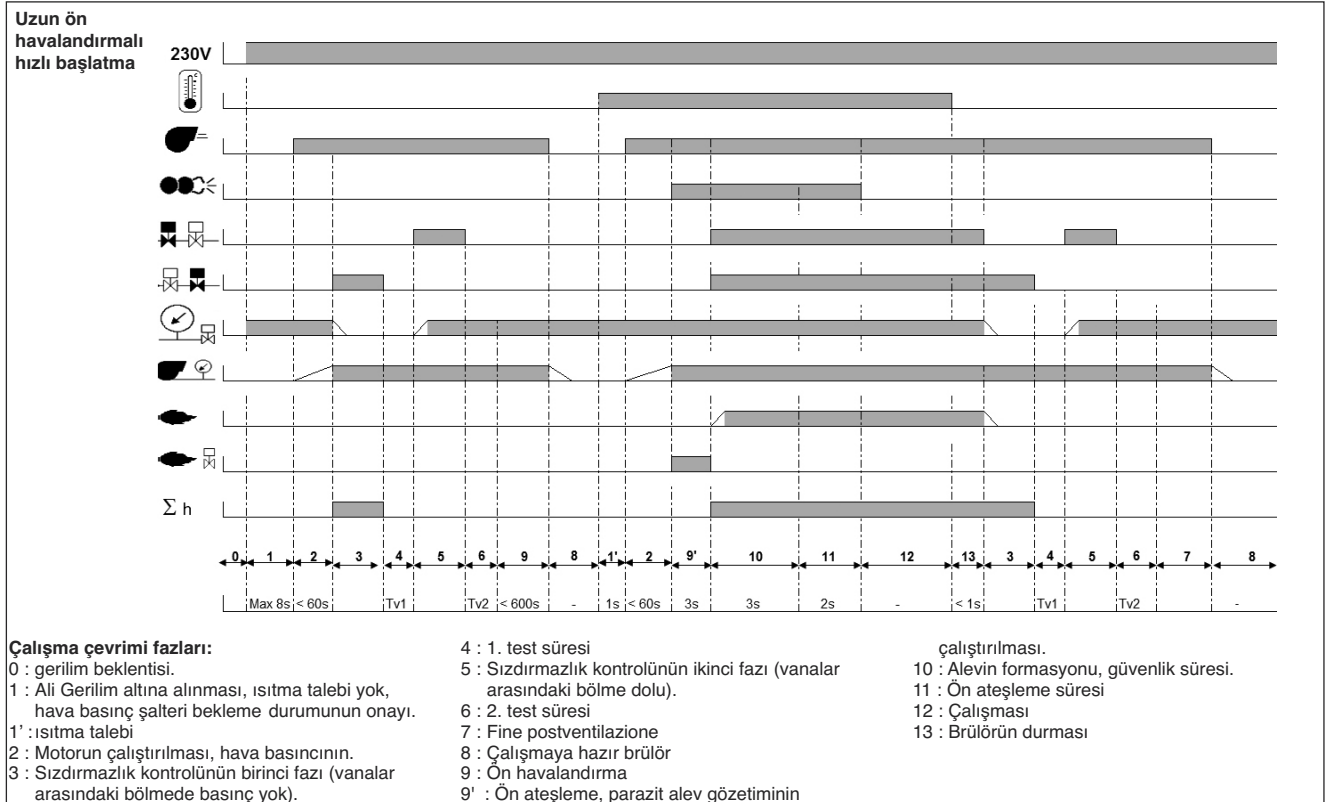 Uzun ön
havalandırmalı
hızlı başlatma
230V
Σ h
0 1 2 3 4 5 6 9 8 1' 2 9' 10 11 12 13 3 4 5 6 7 8
Max 8s < 60s Tv1 Tv2 < 600s - 1s < 60s 3s 3s 2s - < 1s Tv1 Tv2 -
Çalışma çevrimi fazları:
0 : gerilim beklentisi.
1 : Ali Gerilim altına alınması, ısıtma talebi yok,
hava basınç şalteri bekleme durumunun onayı.
1' : ısıtma talebi
2 : Motorun çalıştırılması, hava basıncının.
3 : Sızdırmazlık kontrolünün birinci fazı (vanalar
arasındaki bölmede basınç yok).
4 : 1. test süresi
5 : Sızdırmazlık kontrolünün ikinci fazı (vanalar
arasındaki bölme dolu).
6 : 2. test süresi
7 : Fine postventilazione
8 : Çalışmaya hazır brülör
9 : Ön havalandırma
9' : Ön ateşleme, parazit alev gözetiminin
çalıştırılması.
10 : Alevin formasyonu, güvenlik süresi.
11 : Ön ateşleme süresi
12 : Çalışması
13 : Brülörün durması